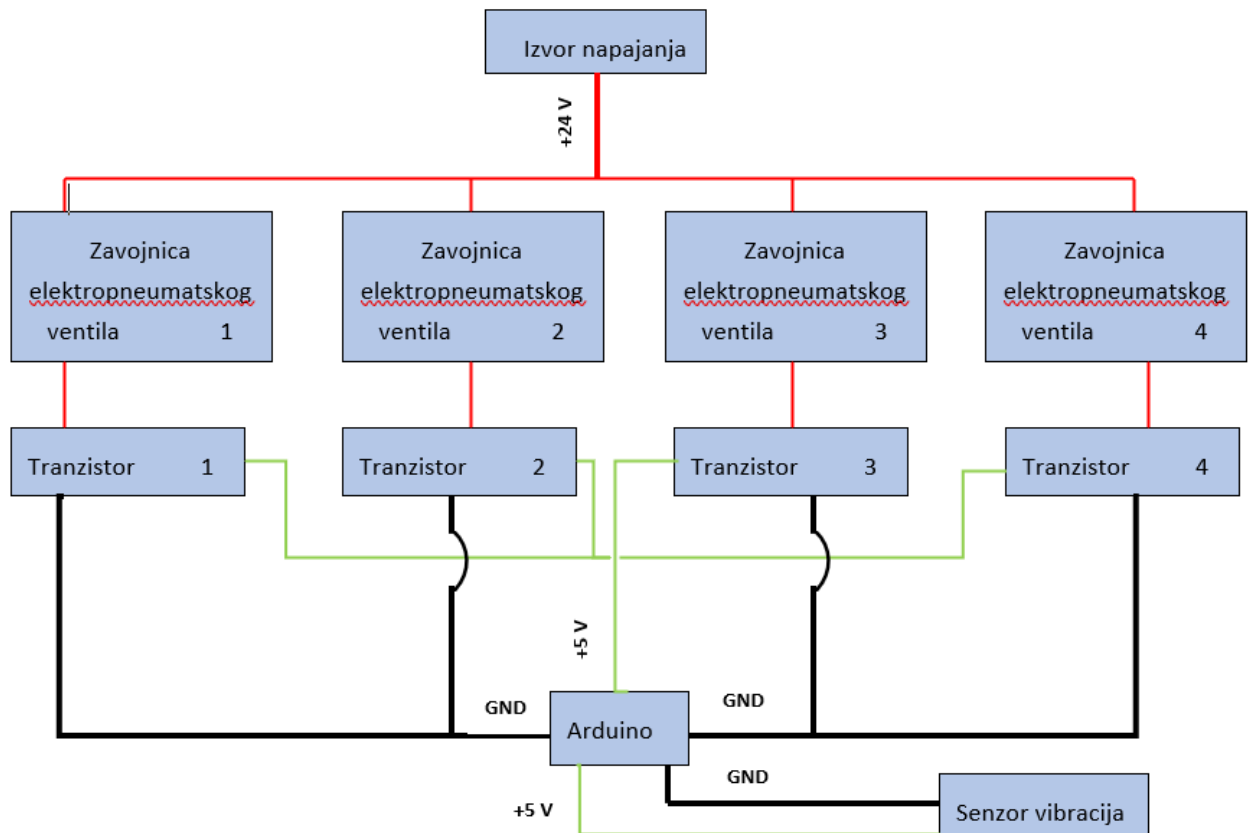 Izvor napajanja
+24 V
Zavojnica
elektropneumatskog
ventila 1
Zavojnica
elektropneumatskog
ventila 2
Zavojnica
elektropneumatskog
ventila 3
Zavojnica
elektropneumatskog
ventila 4
Tranzistor 1
Tranzistor 2
Tranzistor 3
Tranzistor 4
+5 V
GND
Arduino
GND
GND
+5 V
Senzor vibracija